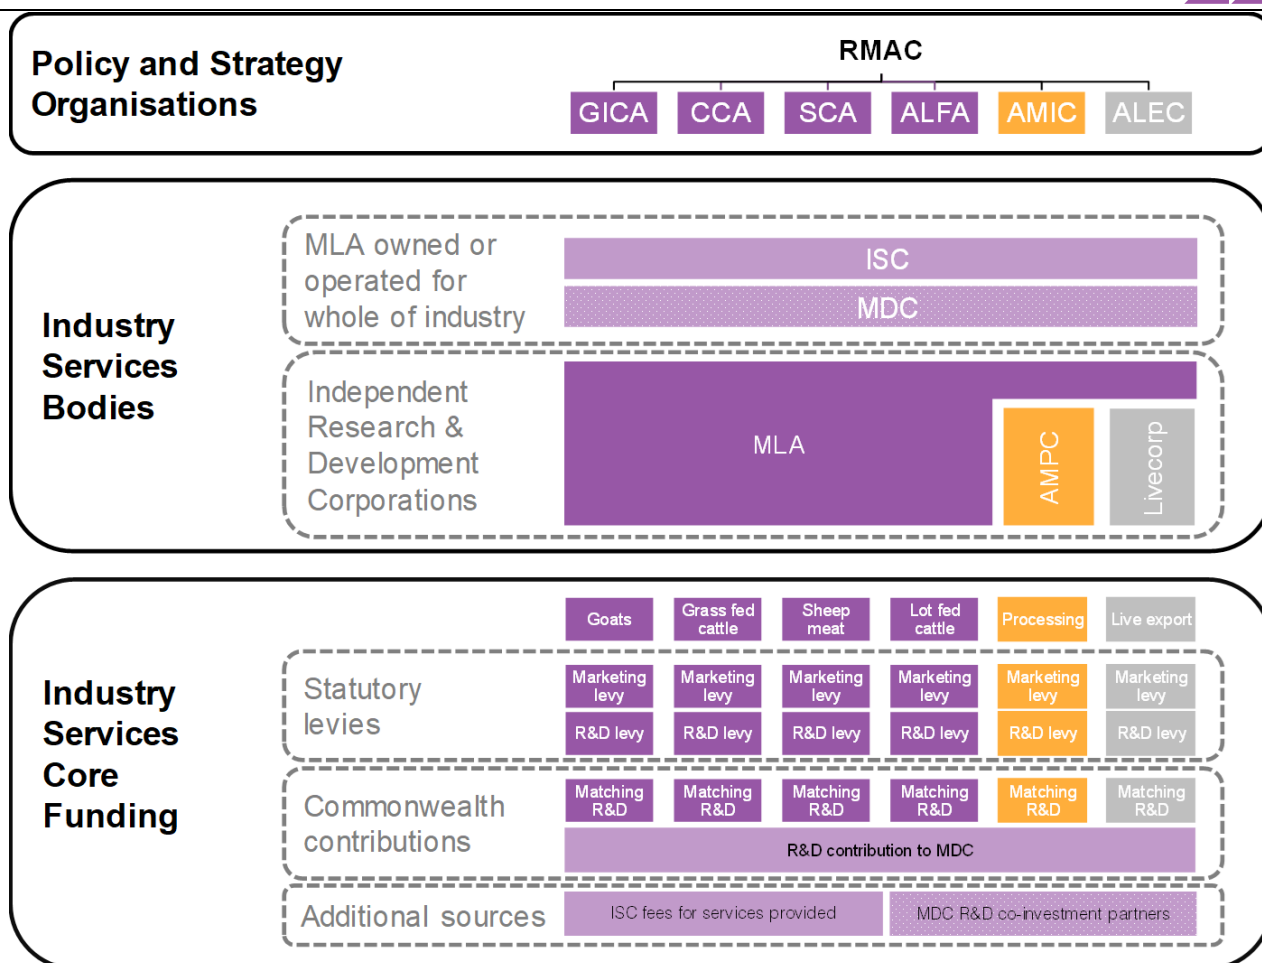 Policy and Strategy
Organisations
RMAC
GICA
CCA
SCA
ALFA
AMIC
ALEC
Industry
Services
Bodies
MLA owned or
operated for
whole of industry
ISC
MDC
Independent
Research &
Development
Corporations
MLA
AMPC
Livecorp
Industry
Services
Core
Funding
Goats
Grass fed
cattle
Sheep
meat
Lot fed
cattle
Processing
Live export
Statutory
levies
Marketing
levy
Marketing
levy
Marketing
levy
Marketing
levy
Marketing
levy
Marketing
levy
R&D levy
R&D levy
R&D levy
R&D levy
R&D levy
R&D levy
Commonwealth
contributions
Matching
R&D
Matching
R&D
Matching
R&D
Matching
R&D
Matching
R&D
Matching
R&D
R&D contribution to MDC
Additional sources
ISC fees for services provided
MDC R&D co-investment partners